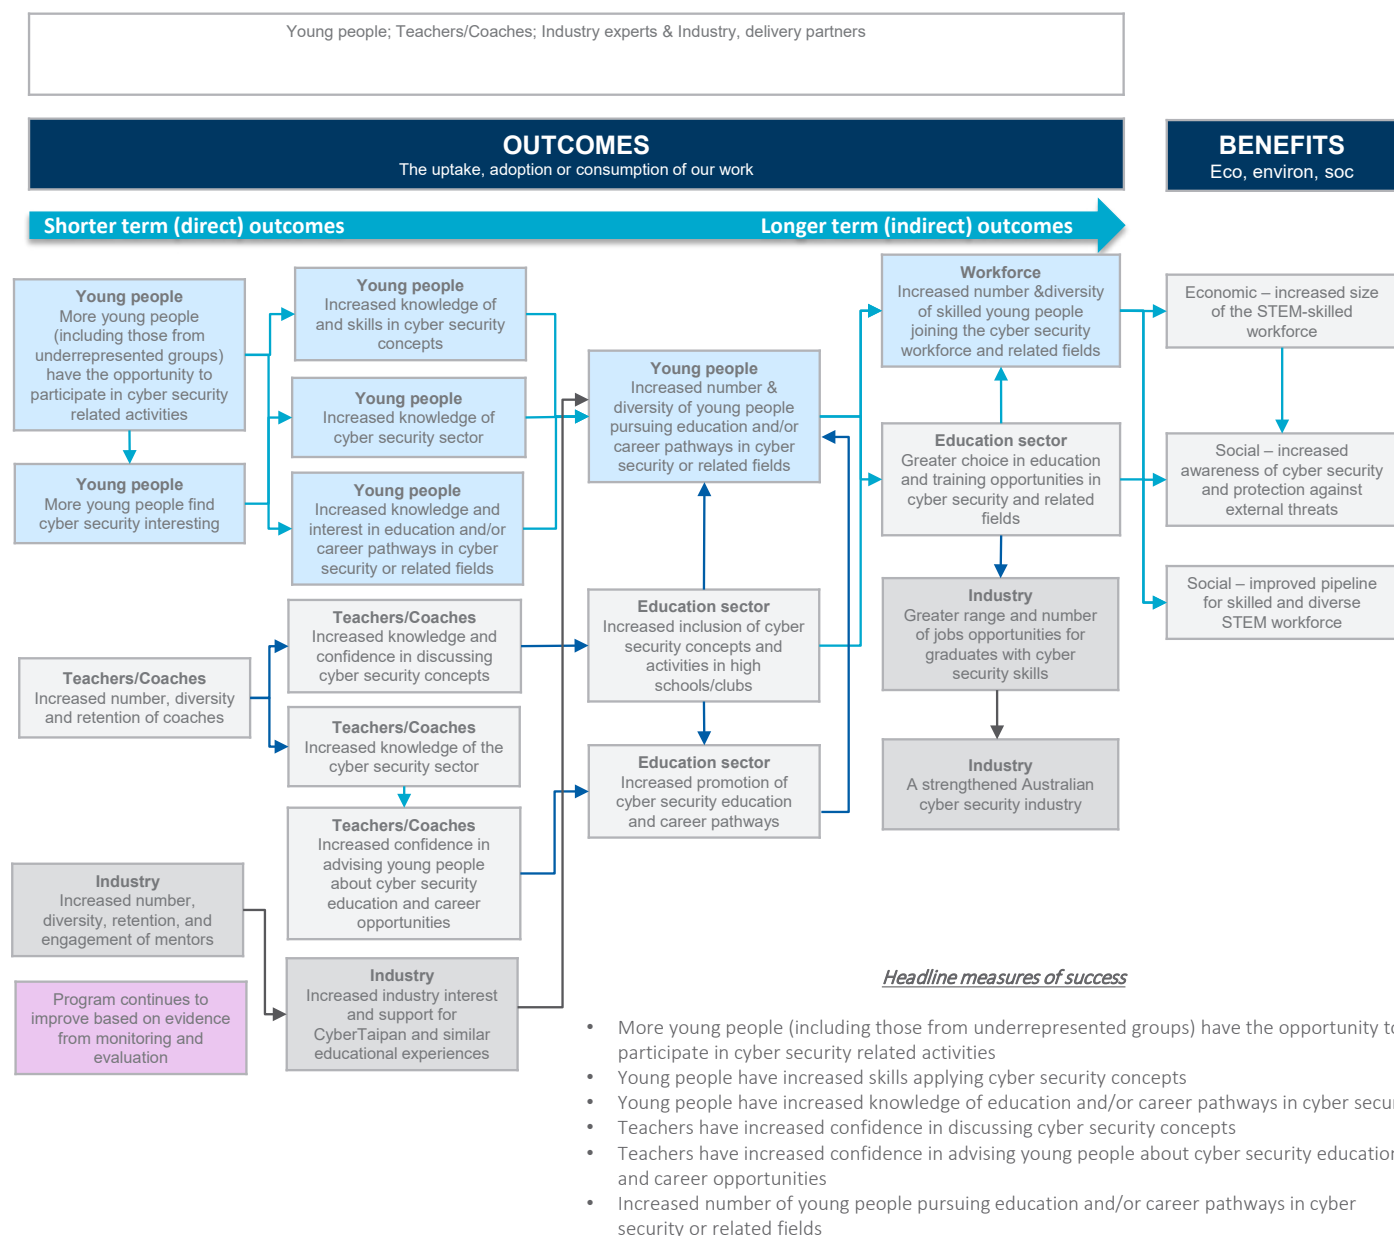 Young people; Teachers/Coaches; Industry experts & Industry, delivery partners
OUTCOMES
The uptake, adoption or consumption of our work
BENEFITS
Eco, environ, soc
Shorter term (direct) outcomes
Longer term (indirect) outcomes
Young people
More young people
(including those from
underrepresented groups)
have the opportunity to
participate in cyber security
related activities
Young people
More young people find
cyber security interesting
Teachers/Coaches
Increased number, diversity
and retention of coaches
Industry
Increased number,
diversity, retention, and
engagement of mentors
Program continues to
improve based on evidence
from monitoring and
evaluation
Young people
Increased knowledge of
and skills in cyber security
concepts
Young people
Increased knowledge of
cyber security sector
Young people
Increased knowledge and
interest in education and/or
career pathways in cyber
security or related fields
Teachers/Coaches
Increased knowledge and
confidence in discussing
cyber security concepts
Teachers/Coaches
Increased knowledge of the
cyber security sector
Teachers/Coaches
Increased confidence in
advising young people
about cyber security
education and career
opportunities
Industry
Increased industry interest
and support for
CyberTaipan and similar
educational experiences
Young people
Increased number &
diversity of young people
pursuing education and/or
career pathways in cyber
security or related fields
Education sector
Increased inclusion of cyber
security concepts and
activities in high
schools/clubs
Education sector
Increased promotion of
cyber security education
and career pathways
Workforce
Increased number &diversity
of skilled young people
joining the cyber security
workforce and related fields
Education sector
Greater choice in education
and training opportunities in
cyber security and related
fields
Industry
Greater range and number
of jobs opportunities for
graduates with cyber
security skills
Industry
A strengthened Australian
cyber security industry
Economic – increased size
of the STEM-skilled
workforce
Social – increased
awareness of cyber security
and protection against
external threats
Social – improved pipeline
for skilled and diverse
STEM workforce
Headline measures of success
• More young people (including those from underrepresented groups) have the opportunity to
participate in cyber security related activities
• Young people have increased skills applying cyber security concepts
• Young people have increased knowledge of education and/or career pathways in cyber secur
• Teachers have increased confidence in discussing cyber security concepts
• Teachers have increased confidence in advising young people about cyber security education
and career opportunities
• Increased number of young people pursuing education and/or career pathways in cyber
security or related fields